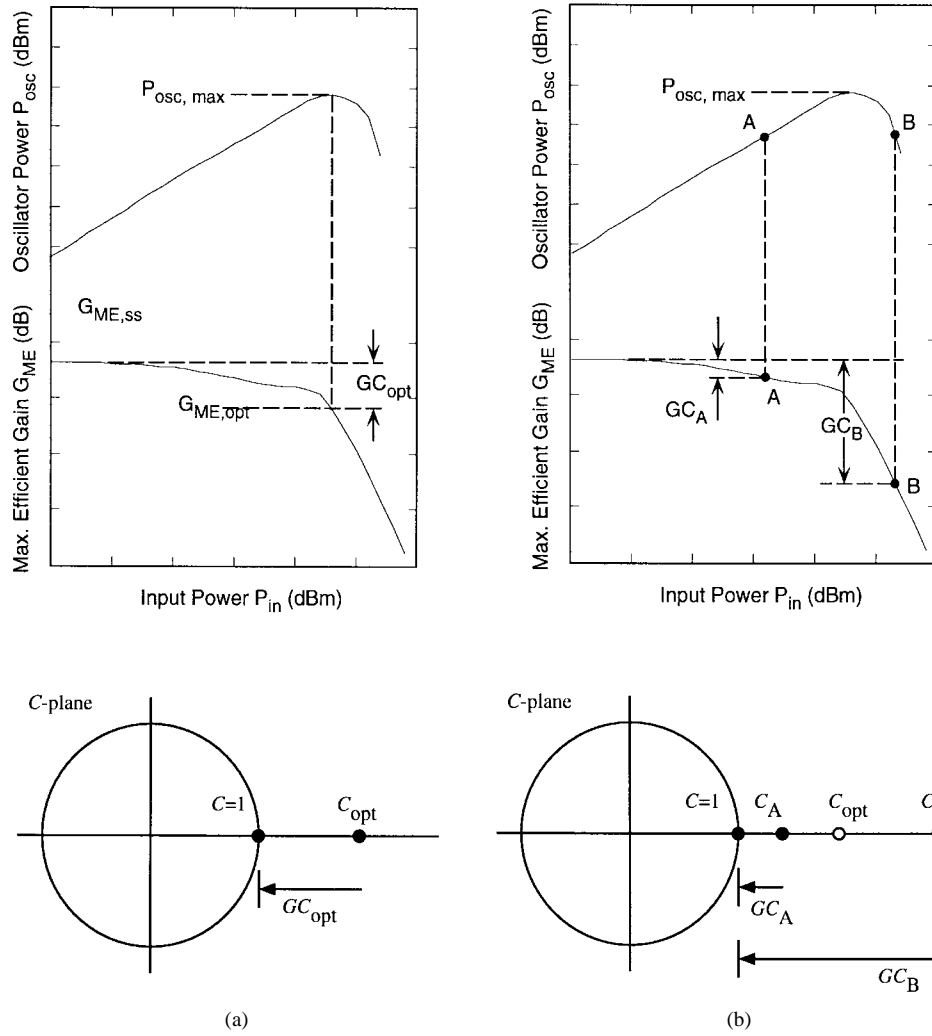 Oscillator Power P_osc (dBm)
P_osc, max
Max. Efficient Gain G_ME (dB)
G_ME,ss
GC_opt
G_ME,opt
Input Power P_in (dBm)
C-plane
C=1
C_opt
GC_opt
(a)
Oscillator Power P_osc (dBm)
P_osc, max
A
B
Max. Efficient Gain G_ME (dB)
GC_A
A
GC_B
B
Input Power P_in (dBm)
C-plane
C=1
C_A
C_opt
C
GC_A
GC_B
(b)